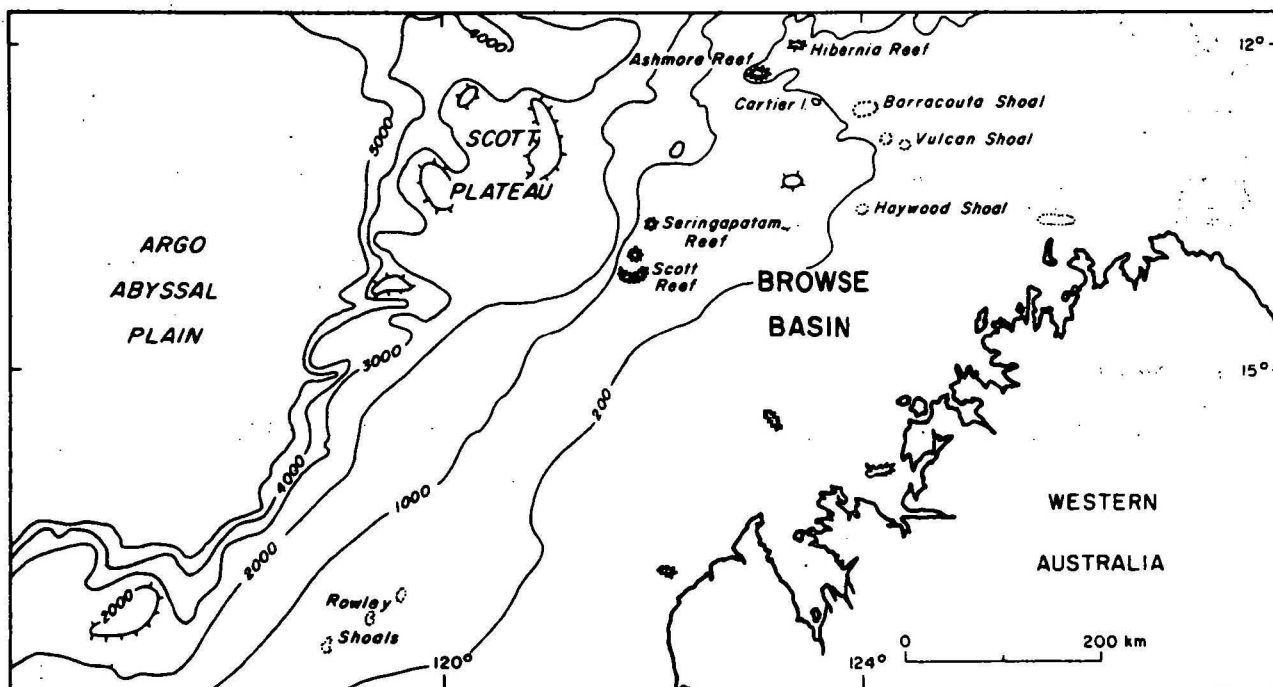 4000
Ashmore Reef
Hibernia Reef
12°
Cartier I.
Barracouta Shoal
5000
SCOTT
PLATEAU
Vulcan Shoal
Haywood Shoal
ARGO
ABYSSAL
PLAIN
Seringapatam
Reef
Scott
Reef
BROWSE
BASIN
3000
200
15°
4000
1000
2000
WESTERN
AUSTRALIA
2000
Rowley
Shoals
120°
124°
0
200 km